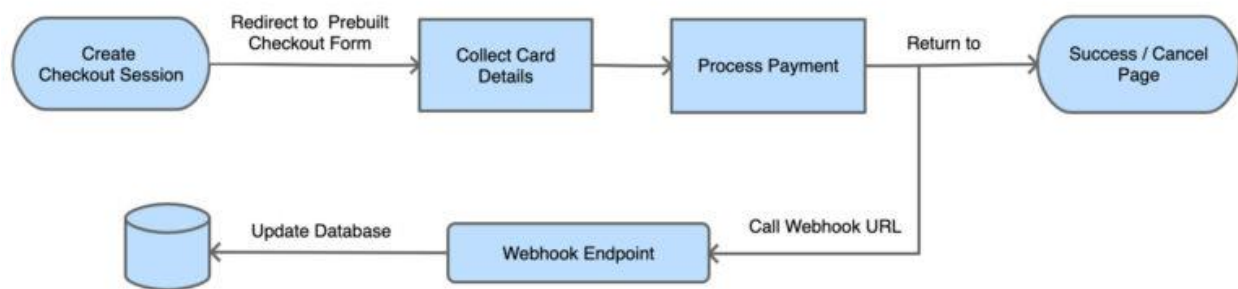 Create
Checkout Session
Redirect to Prebuilt
Checkout Form
Collect Card
Details
Process Payment
Return to
Success / Cancel
Page
Update Database
Webhook Endpoint
Call Webhook URL